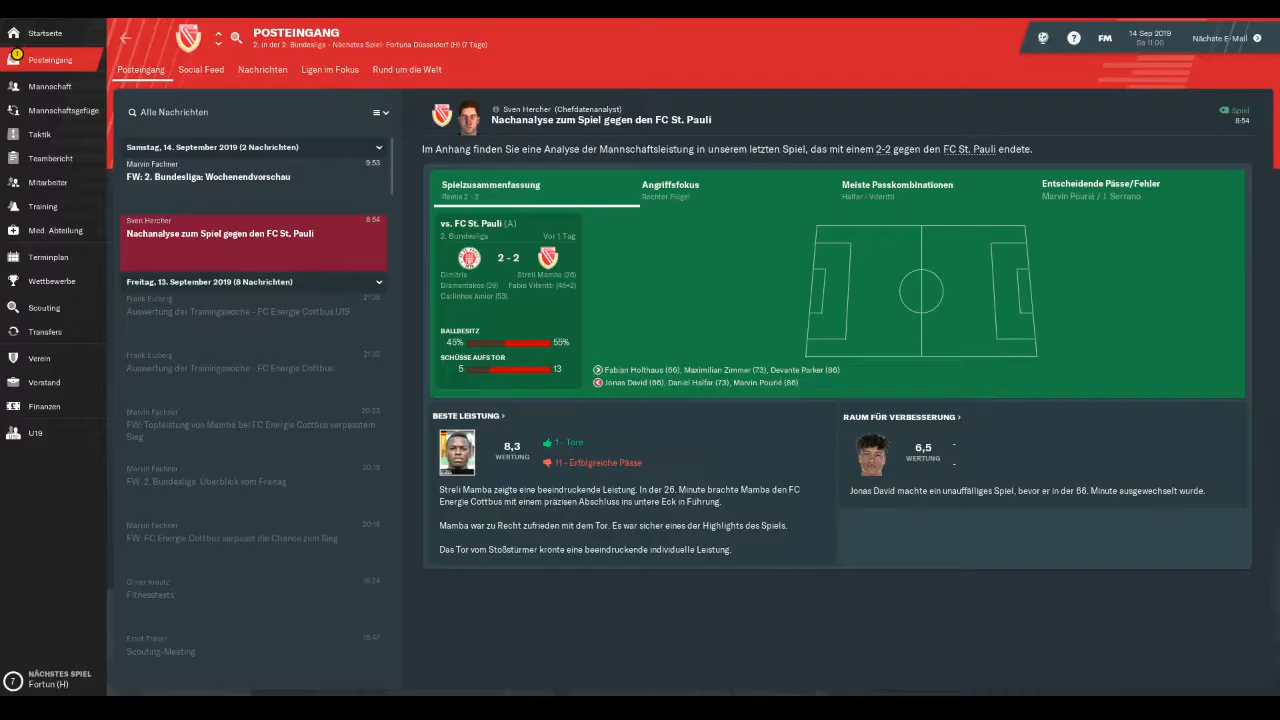 Startseite
POSTEINGANG
2. in der 2. Bundesliga - Nächstes Spiel: Fortuna Düsseldorf (H) (7 Tage)
FM
14 Sep 2019
Sa 11:00
NÄCHSTE E-MAIL
1
Posteingang
Posteingang
Social Feed
Nachrichten
Ligen im Fokus
Rund um die Welt
Mannschaft
Mannschaftsgefüge
Taktik
Teambericht
Mitarbeiter
Training
Med. Abteilung
Terminplan
Wettbewerbe
Scouting
Transfers
Verein
Vorstand
Finanzen
U19
7
NÄCHSTES SPIEL
Fortun (H)
Alle Nachrichten
Samstag, 14. September 2019 (2 Nachrichten)
Marvin Fachner
9:53
FW: 2. Bundesliga: Wochenendvorschau
Sven Hercher
8:54
Nachanalyse zum Spiel gegen den FC St. Pauli
Freitag, 13. September 2019 (8 Nachrichten)
Auswertung der Trainingswoche - FC Energie Cottbus U19
Auswertung der Trainingswoche - FC Energie Cottbus
Marvin Fachner
20:23
FW: Topleistung von Mamba bei FC Energie Cottbus verpasstem
Sieg
Marvin Fachner
FW: 2. Bundesliga: Überblick vom Freitag
Marvin Fachner
FW: FC Energie Cottbus verpasst die Chance zum Sieg
Fitnesstests
Scouting-Meeting
Sven Hercher (Chefdatenanalyst)
Nachanalyse zum Spiel gegen den FC St. Pauli
Spiel
8:54
Im Anhang finden Sie eine Analyse der Mannschaftsleistung in unserem letzten Spiel, das mit einem 2-2 gegen den FC St. Pauli endete.
Spielzusammenfassung
Remis 2 - 2
Angriffsfokus
Rechter Flügel
Meiste Passkombinationen
Halfar - Viteritti
Entscheidende Pässe/Fehler
Marvin Pourié / J. Serrano
vs. FC St. Pauli (A)
2. Bundesliga
Vor 1 Tag
2 - 2
Dimitris
Diamantakos (29)
Carlinhos Junior (53)
Streli Mamba (26)
Fabio Viteritti (45+2)
BALLBESITZ
45%
55%
SCHÜSSE AUFS TOR
5
13
Fabian Holthaus (66), Maximilian Zimmer (73), Devante Parker (86)
Jonas David (66), Daniel Halfar (73), Marvin Pourié (86)
BESTE LEISTUNG
8,3
WERTUNG
1 - Tore
11 - Erfolgreiche Pässe
Streli Mamba zeigte eine beeindruckende Leistung. In der 26. Minute brachte Mamba den FC
Energie Cottbus mit einem präzisen Abschluss ins untere Eck in Führung.
Mamba war zu Recht zufrieden mit dem Tor. Es war sicher eines der Highlights des Spiels.
Das Tor vom Stoßstürmer krönte eine beeindruckende individuelle Leistung.
RAUM FÜR VERBESSERUNG
6,5
WERTUNG
-
-
Jonas David machte ein unauffälliges Spiel, bevor er in der 66. Minute ausgewechselt wurde.